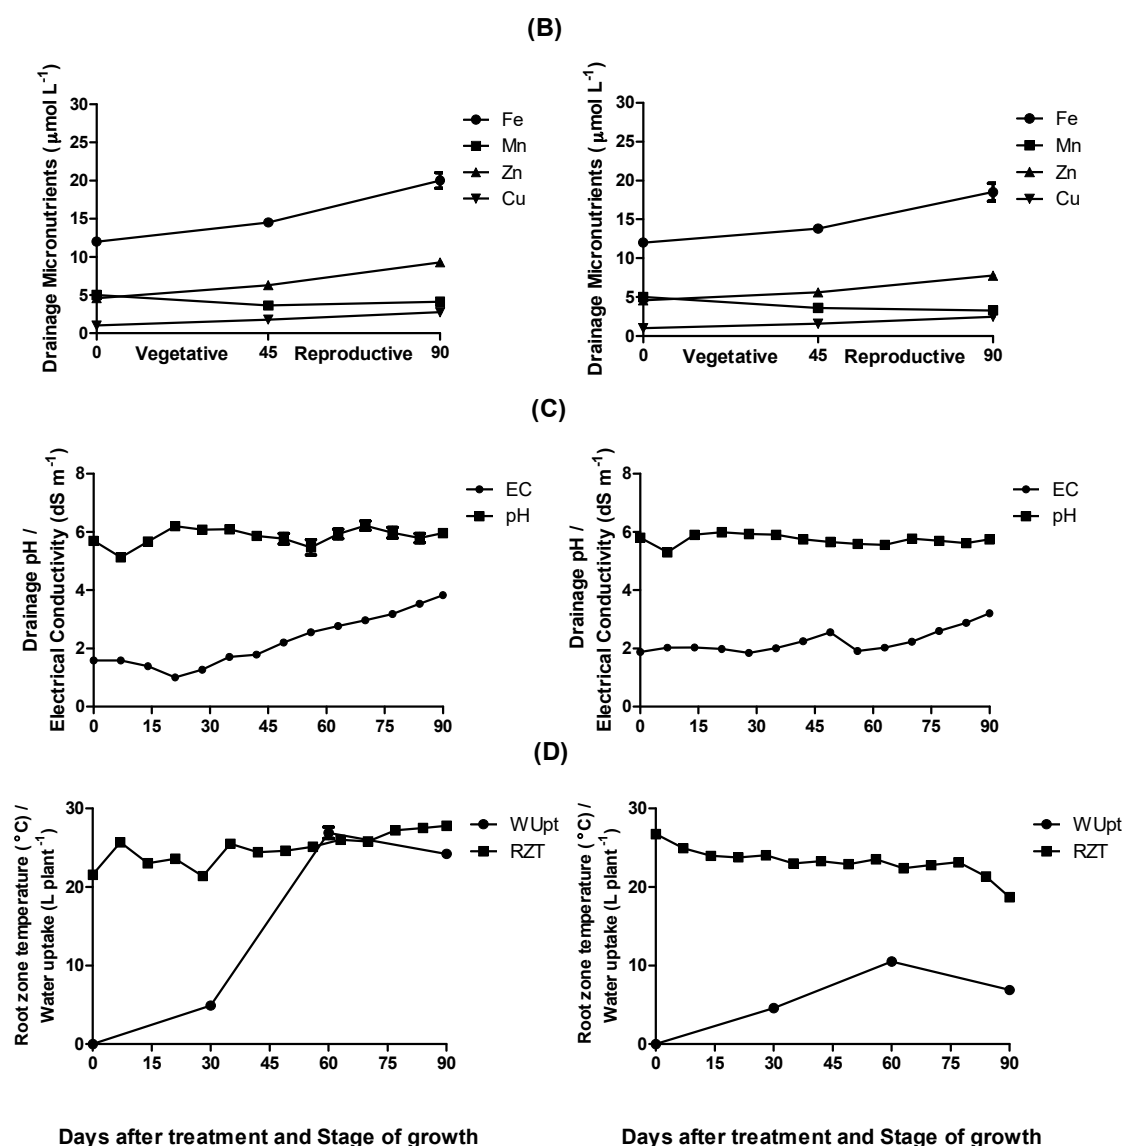 (B)
Drainage Micronutrients ( μmol L-1)
30
25
20
15
10
5
0
0 Vegetative 45 Reproductive 90
Fe
Mn
Zn
Cu
Drainage Micronutrients ( μmol L-1)
30
25
20
15
10
5
0
0 Vegetative 45 Reproductive 90
Fe
Mn
Zn
Cu
(C)
Drainage pH /
Electrical Conductivity (dS m-1)
8
6
4
2
0
0 15 30 45 60 75 90
EC
pH
Drainage pH /
Electrical Conductivity (dS m-1)
8
6
4
2
0
0 15 30 45 60 75 90
EC
pH
(D)
Root zone temperature ( °C) /
Water uptake (L plant-1)
30
20
10
0
0 15 30 45 60 75 90
WUpt
RZT
Root zone temperature ( °C) /
Water uptake (L plant-1)
30
20
10
0
0 15 30 45 60 75 90
WUpt
RZT
Days after treatment and Stage of growth
Days after treatment and Stage of growth